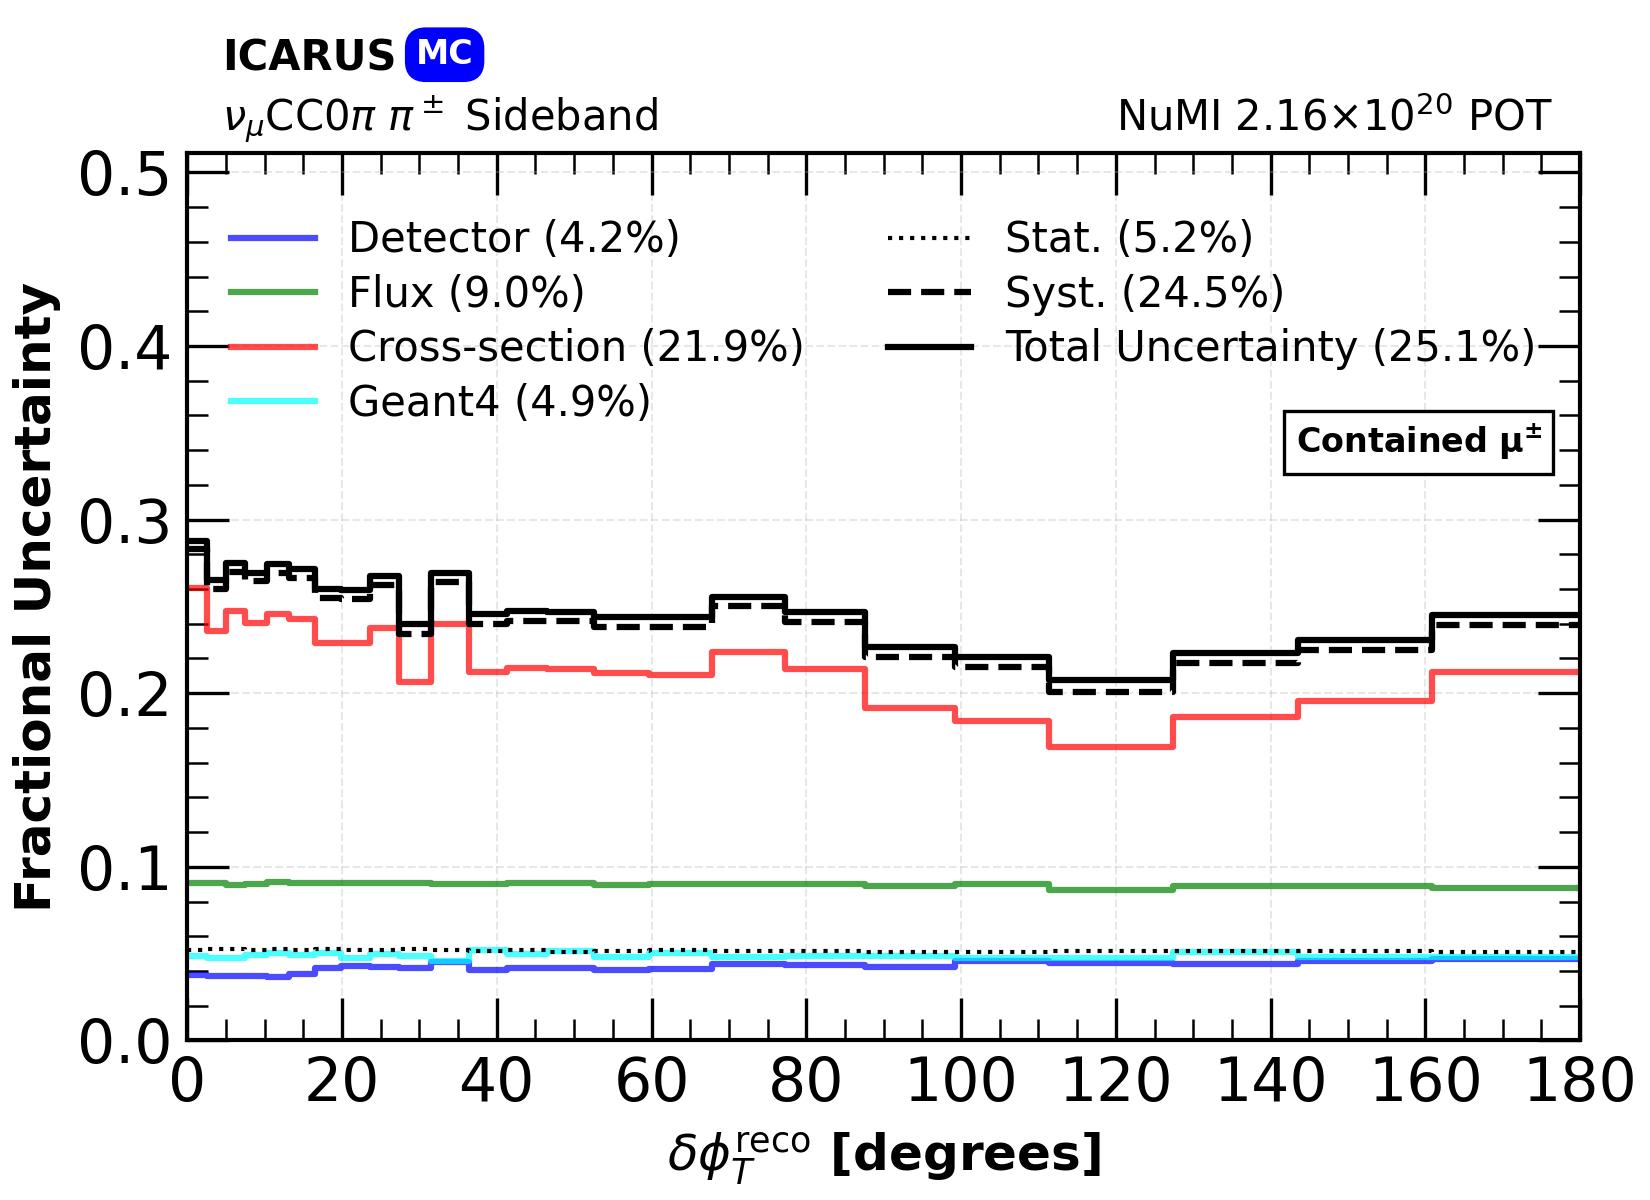 ICARUS MC
νμCC0π π± Sideband
NuMI 2.16×10²⁰ POT
0.5
0.4
0.3
0.2
0.1
0.0
Fractional Uncertainty
Detector (4.2%)
Flux (9.0%)
Cross-section (21.9%)
Geant4 (4.9%)
Stat. (5.2%)
Syst. (24.5%)
Total Uncertainty (25.1%)
Contained μ±
0 20 40 60 80 100 120 140 160 180
δϕT reco [degrees]